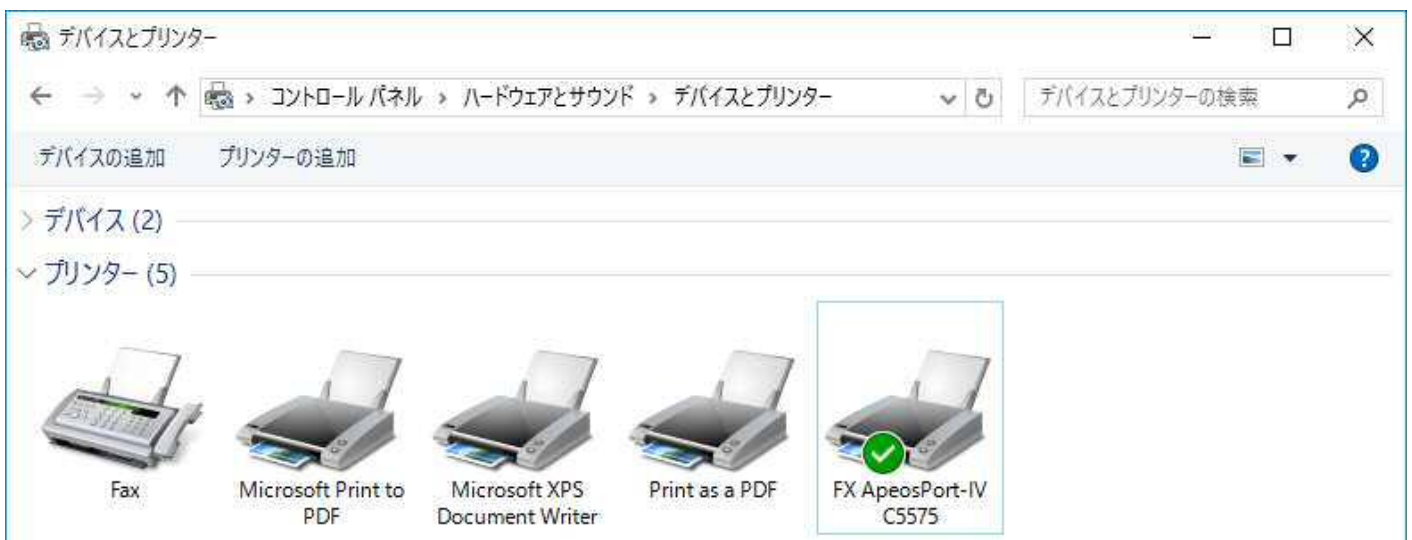 デバイスとプリンター
コントロール パネル › ハードウェアとサウンド › デバイスとプリンター
デバイスとプリンターの検索
デバイスの追加 プリンターの追加
?
デバイス (2)
プリンター (5)
Fax
Microsoft Print to
PDF
Microsoft XPS
Document Writer
Print as a PDF
FX ApeosPort-IV
C5575